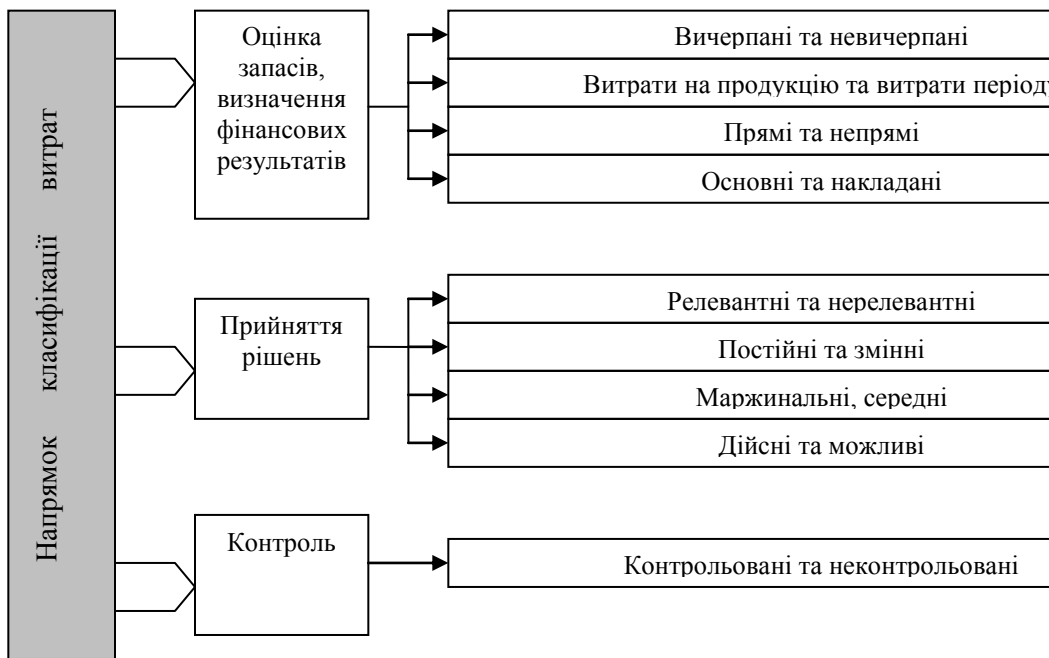 Напрямок класифікації витрат
Оцінка
запасів,
визначення
фінансових
результатів
Вичерпані та невичерпані
Витрати на продукцію та витрати періоду
Прямі та непрямі
Основні та накладані
Прийняття
рішень
Релевантні та нерелевантні
Постійні та змінні
Маржинальні, середні
Дійсні та можливі
Контроль
Контрольовані та неконтрольовані